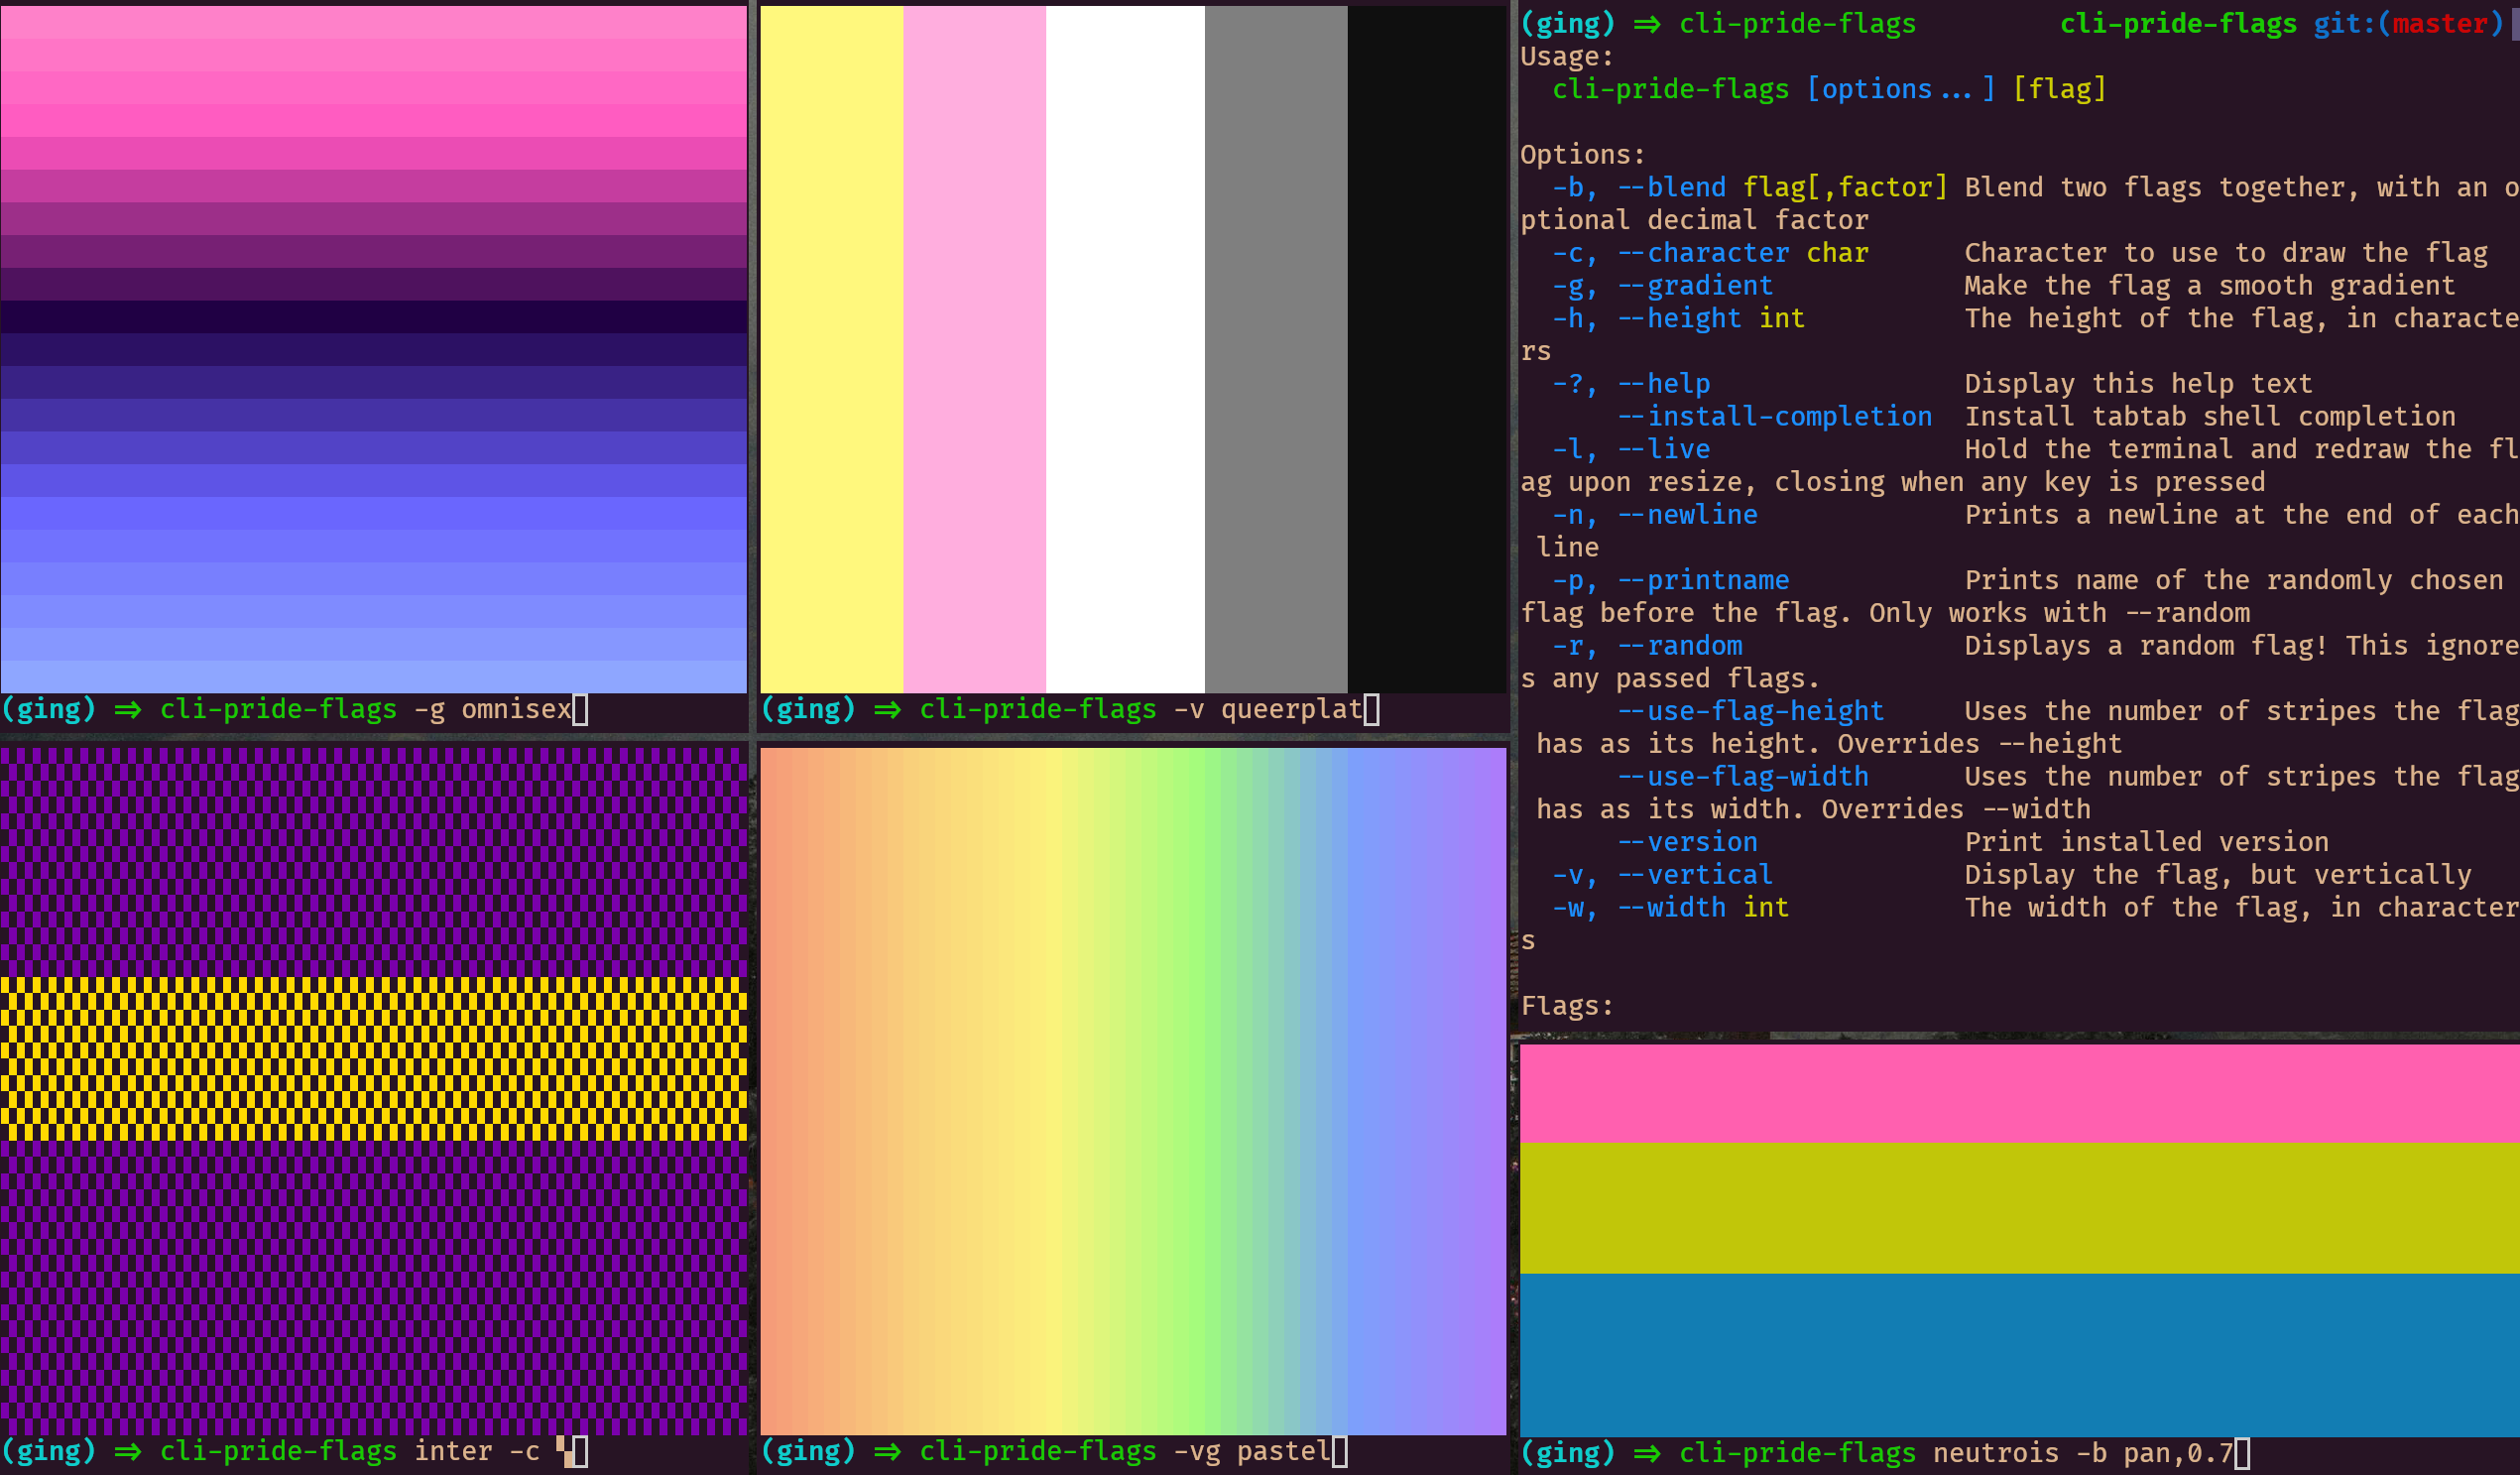 (ging) ⇒ cli-pride-flags -g omnisex
(ging) ⇒ cli-pride-flags inter -c ▚
(ging) ⇒ cli-pride-flags -v queerplat
(ging) ⇒ cli-pride-flags -vg pastel
(ging) ⇒ cli-pride-flags cli-pride-flags git:(master)
Usage:
cli-pride-flags [options...] [flag]
Options:
-b, --blend flag[,factor] Blend two flags together, with an o
ptional decimal factor
-c, --character char Character to use to draw the flag
-g, --gradient Make the flag a smooth gradient
-h, --height int The height of the flag, in characte
rs
-?, --help Display this help text
--install-completion Install tabtab shell completion
-l, --live Hold the terminal and redraw the fl
ag upon resize, closing when any key is pressed
-n, --newline Prints a newline at the end of each
line
-p, --printname Prints name of the randomly chosen
flag before the flag. Only works with --random
-r, --random Displays a random flag! This ignore
s any passed flags.
--use-flag-height Uses the number of stripes the flag
has as its height. Overrides --height
--use-flag-width Uses the number of stripes the flag
has as its width. Overrides --width
--version Print installed version
-v, --vertical Display the flag, but vertically
-w, --width int The width of the flag, in character
s
Flags:
(ging) ⇒ cli-pride-flags neutrois -b pan,0.7